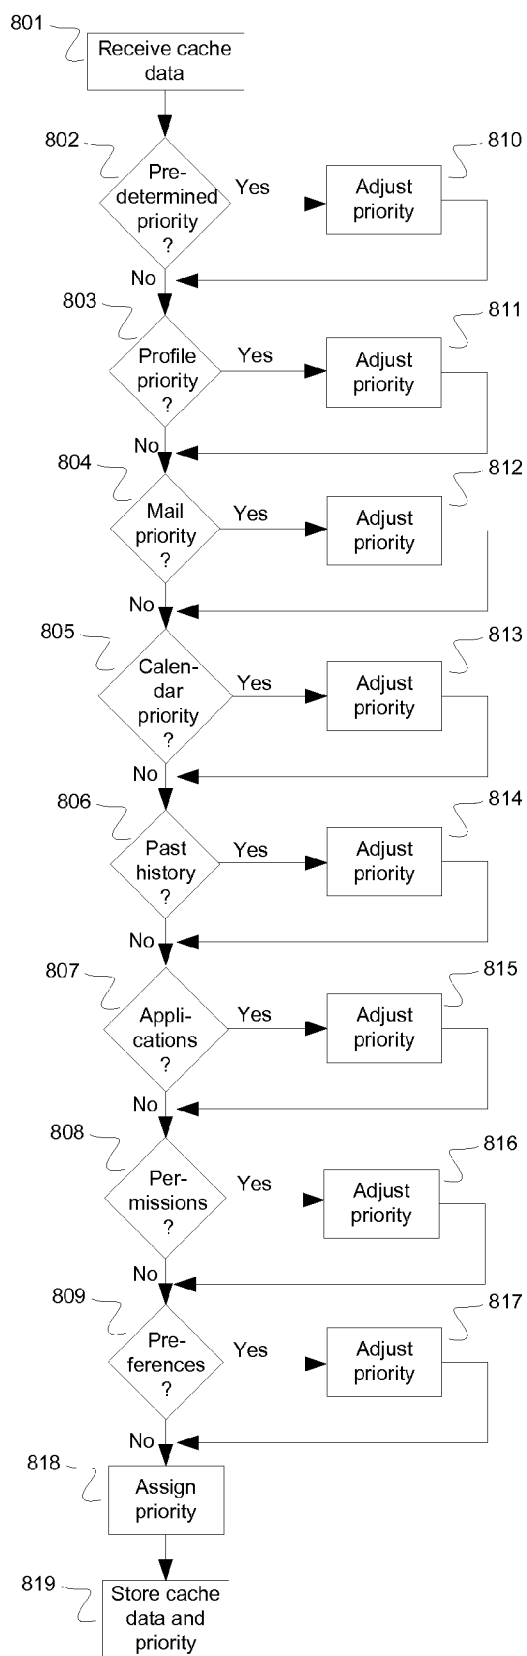 801
Receive cache
data
802
Pre-
determined
priority
?
Yes
810
Adjust
priority
No
803
Profile
priority
?
Yes
811
Adjust
priority
No
804
Mail
priority
?
Yes
812
Adjust
priority
No
805
Calen-
dar
priority
?
Yes
813
Adjust
priority
No
806
Past
history
?
Yes
814
Adjust
priority
No
807
Appli-
cations
?
Yes
815
Adjust
priority
No
808
Per-
missions
?
Yes
816
Adjust
priority
No
809
Pre-
ferences
?
Yes
817
Adjust
priority
No
818
Assign
priority
819
Store cache
data and
priority